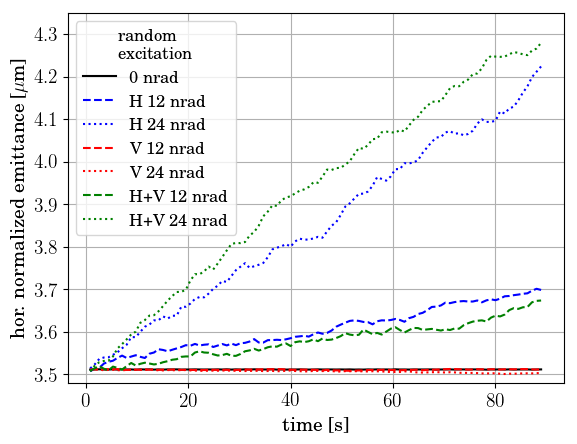 random
excitation
0 nrad
H 12 nrad
H 24 nrad
V 12 nrad
V 24 nrad
H+V 12 nrad
H+V 24 nrad
hor. normalized emittance [μm]
4.3
4.2
4.1
4.0
3.9
3.8
3.7
3.6
3.5
0 20 40 60 80
time [s]